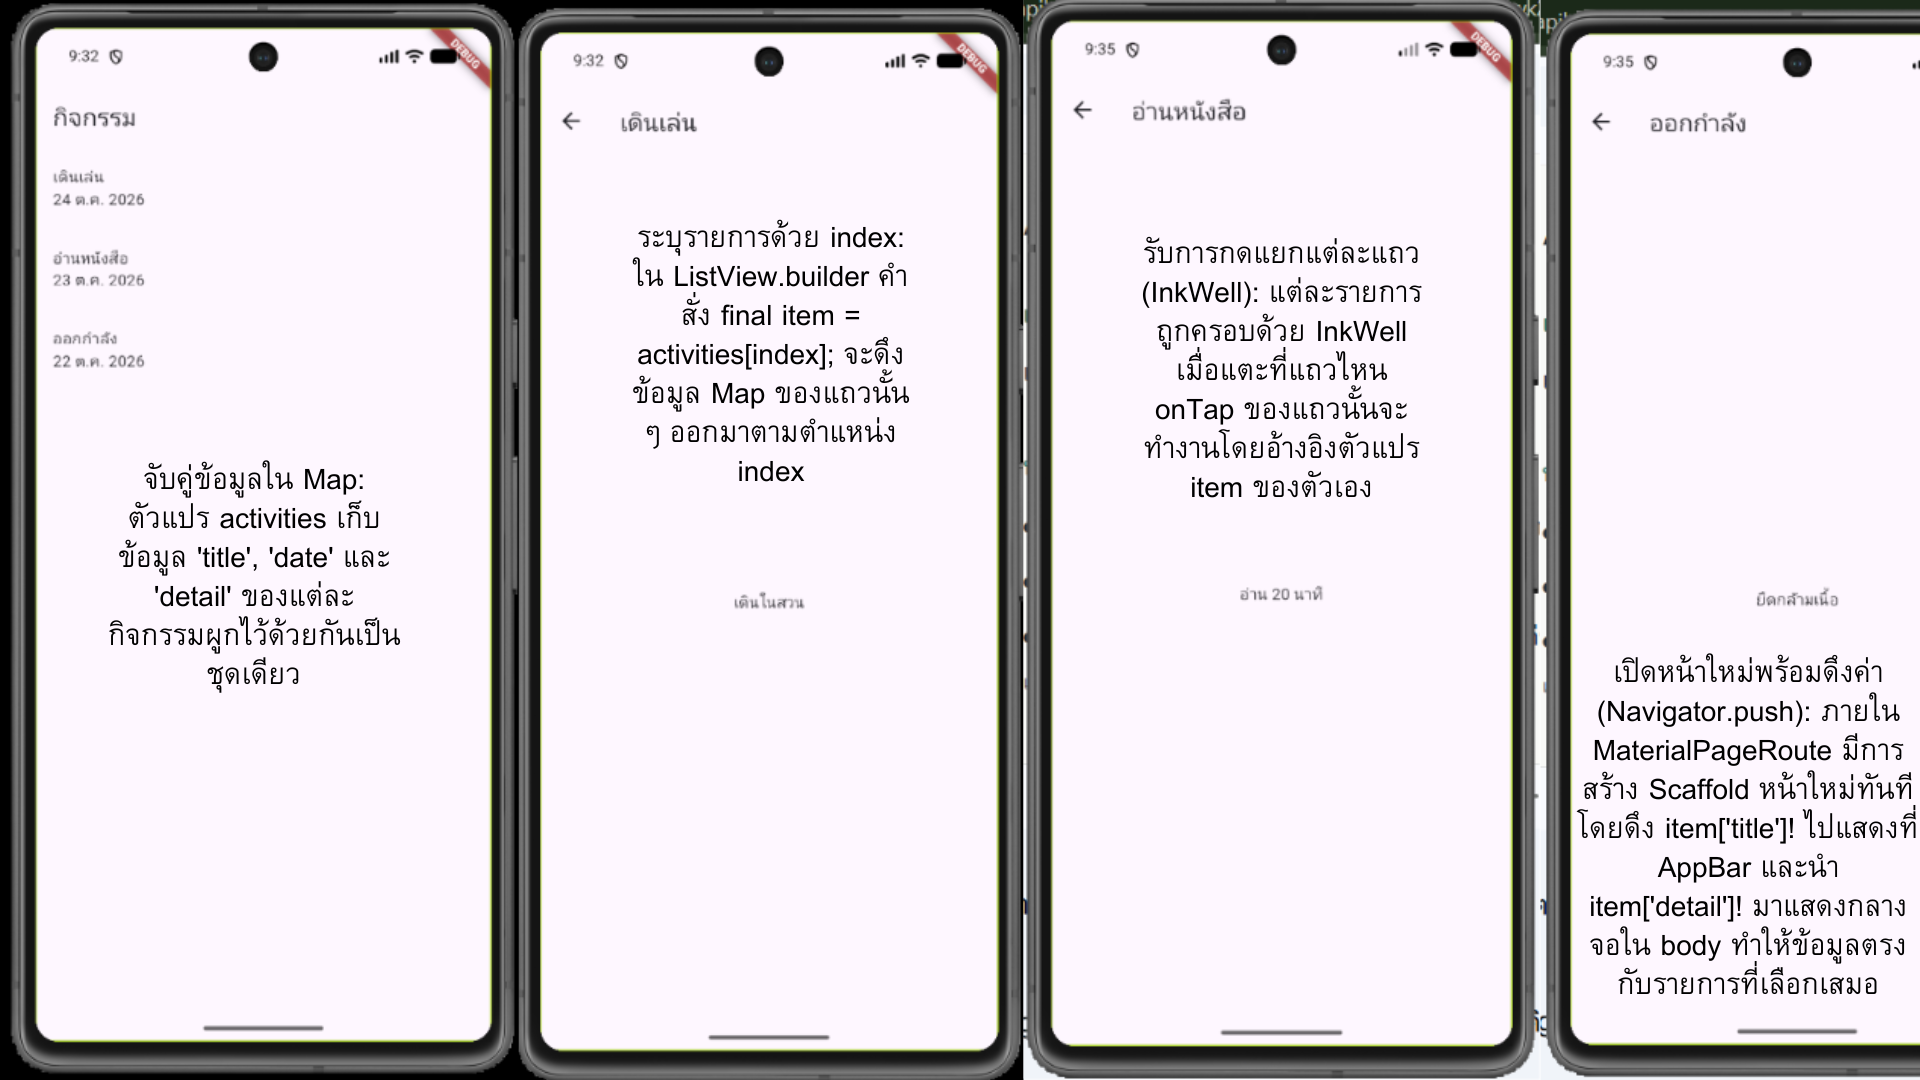 9:32
DEBUG
กิจกรรม
เดินเล่น
24 ต.ค. 2026
อ่านหนังสือ
23 ต.ค. 2026
ออกกำลัง
22 ต.ค. 2026
จับคู่ข้อมูลใน Map:
ตัวแปร activities เก็บ
ข้อมูล 'title', 'date' และ
'detail' ของแต่ละ
กิจกรรมผูกไว้ด้วยกันเป็น
ชุดเดียว
9:32
DEBUG
เดินเล่น
ระบุรายการด้วย index:
ใน ListView.builder คำ
สั่ง final item =
activities[index]; จะดึง
ข้อมูล Map ของแถวนั้น
ๆ ออกมาตามตำแหน่ง
index
เดินในสวน
9:35
DEBUG
อ่านหนังสือ
รับการกดแยกแต่ละแถว
(InkWell): แต่ละรายการ
ถูกครอบด้วย InkWell
เมื่อแตะที่แถวไหน
onTap ของแถวนั้นจะ
ทำงานโดยอ้างอิงตัวแปร
item ของตัวเอง
อ่าน 20 นาที
9:35
ออกกำลัง
ยืดกล้ามเนื้อ
เปิดหน้าใหม่พร้อมดึงค่า
(Navigator.push): ภายใน
MaterialPageRoute มีการ
สร้าง Scaffold หน้าใหม่ทันที
โดยดึง item['title']! ไปแสดงที่
AppBar และนำ
item['detail']! มาแสดงกลาง
จอใน body ทำให้ข้อมูลตรง
กับรายการที่เลือกเสมอ